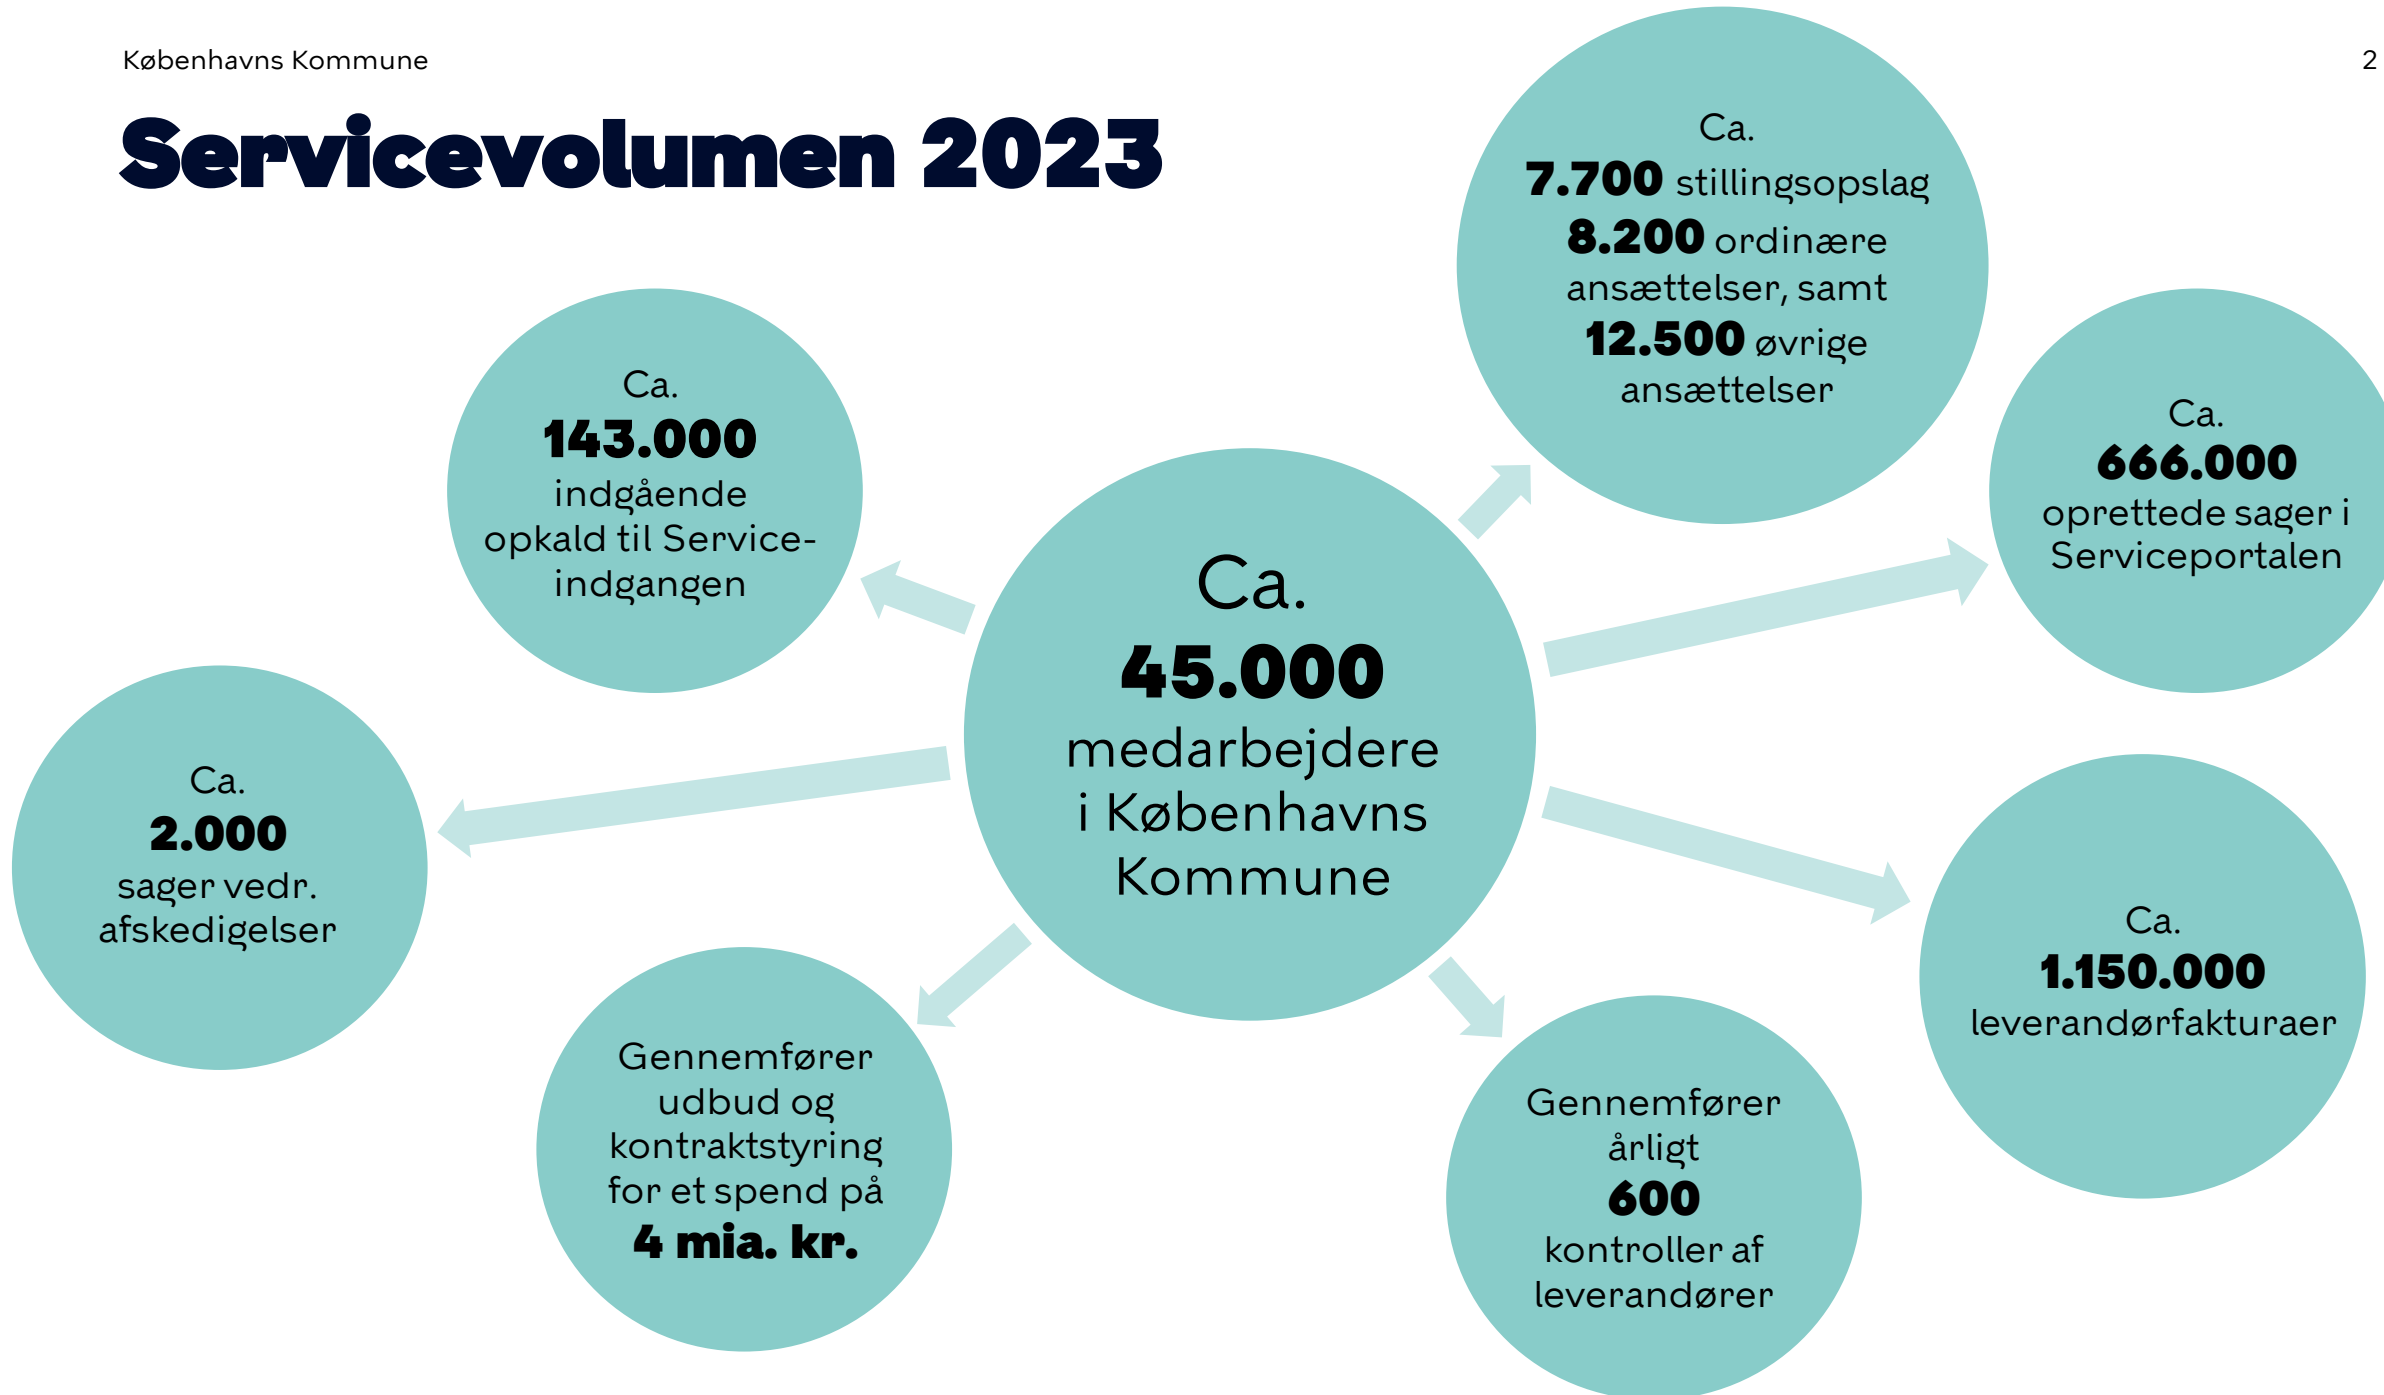 Københavns Kommune
2
Servicevolumen 2023
Ca.
7.700 stillingsopslag
8.200 ordinære
ansættelser, samt
12.500 øvrige
ansættelser
Ca.
143.000
indgående
opkald til Service-
indgangen
Ca.
666.000
oprettede sager i
Serviceportalen
Ca.
45.000
medarbejdere
i Københavns
Kommune
Ca.
2.000
sager vedr.
afskedigelser
Ca.
1.150.000
leverandørfakturaer
Gennemfører
udbud og
kontraktstyring
for et spend på
4 mia. kr.
Gennemfører
årligt
600
kontroller af
leverandører